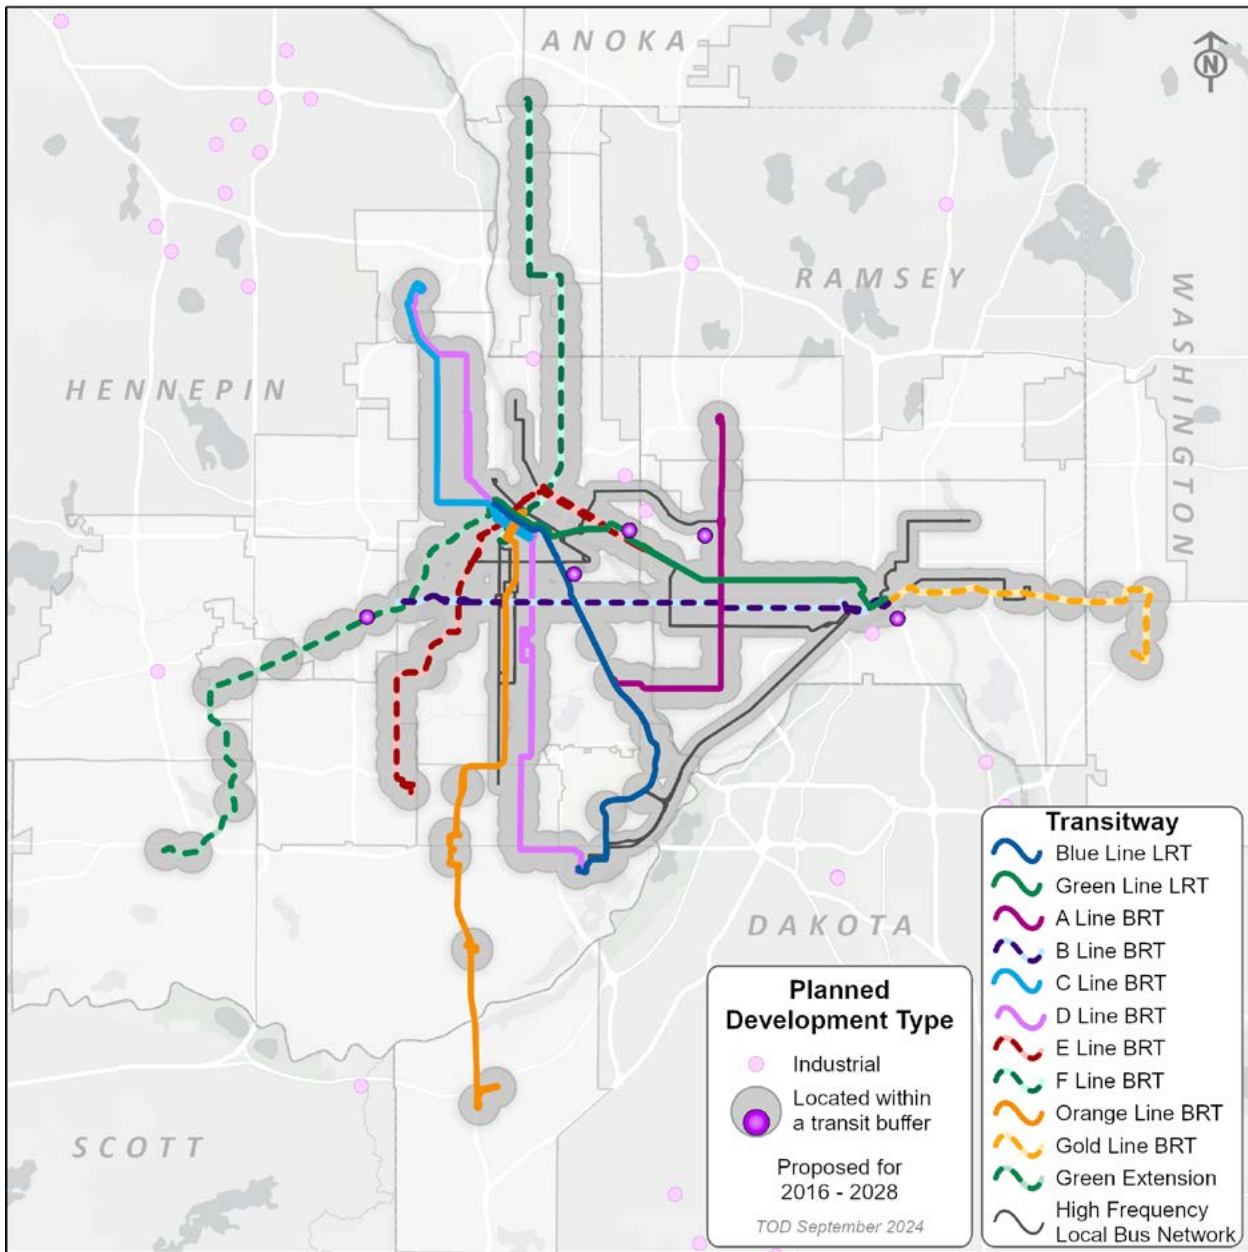 ANOKA
N
RAMSEY
WASHINGTON
HENNEPIN
DAKOTA
SCOTT
Transitway
Blue Line LRT
Green Line LRT
A Line BRT
B Line BRT
C Line BRT
D Line BRT
E Line BRT
F Line BRT
Orange Line BRT
Gold Line BRT
Green Extension
High Frequency
Local Bus Network
Planned
Development Type
Industrial
Located within
a transit buffer
Proposed for
2016 - 2028
TOD September 2024